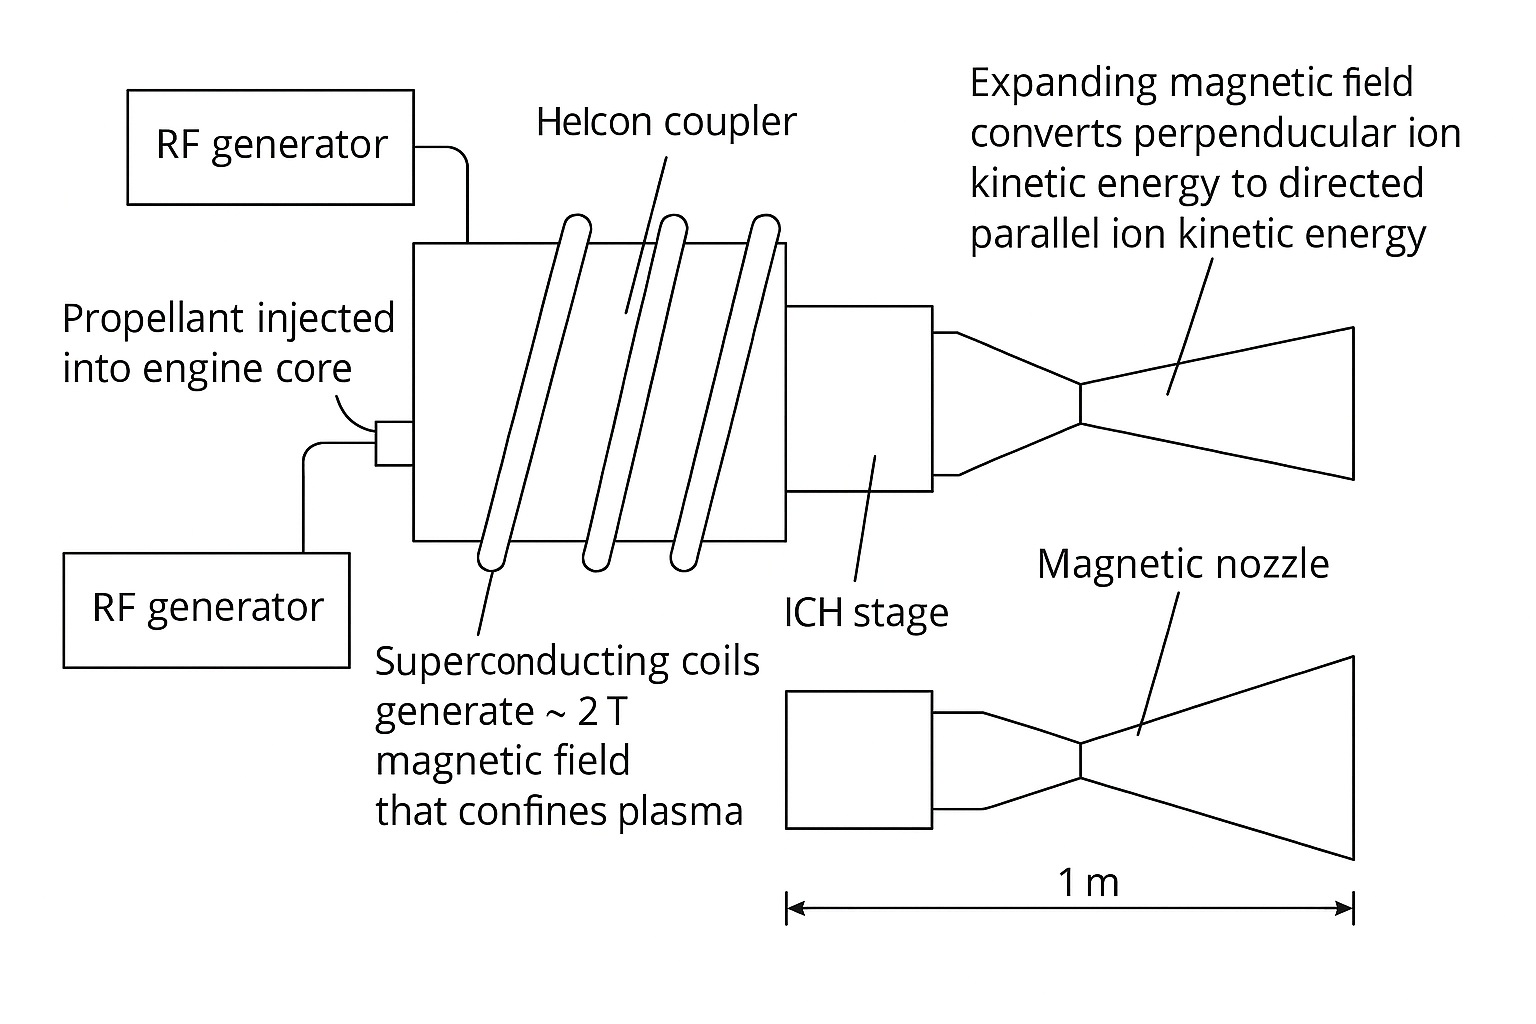 RF generator
Helcon coupler
Expanding magnetic field
converts perpenducular ion
kinetic energy to directed
parallel ion kinetic energy
Propellant injected
into engine core
RF generator
Superconducting coils
generate ~ 2 T
magnetic field
that confines plasma
ICH stage
Magnetic nozzle
1 m